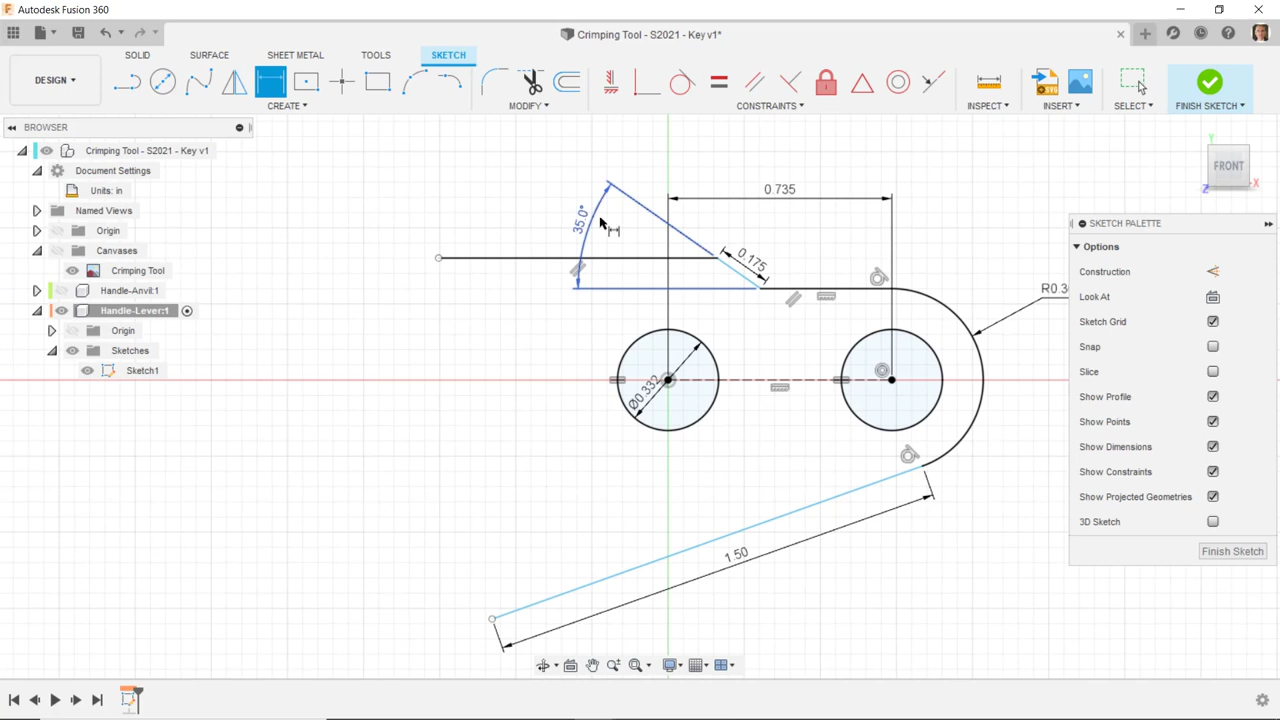 Autodesk Fusion 360
Crimping Tool - S2021 - Key v1*
DESIGN
SOLID SURFACE SHEET METAL TOOLS SKETCH
CREATE MODIFY CONSTRAINTS INSPECT INSERT SELECT FINISH SKETCH
BROWSER
Crimping Tool - S2021 - Key v1
Document Settings
Units: in
Named Views
Origin
Canvases
Crimping Tool
Handle-Anvil:1
Handle-Lever:1
Origin
Sketches
Sketch1
0.735
35.0°
0.175
Ø0.332
1.50
FRONT
Y
X
Z
SKETCH PALETTE
Options
Construction
Look At
Sketch Grid
Snap
Slice
Show Profile
Show Points
Show Dimensions
Show Constraints
Show Projected Geometries
3D Sketch
Finish Sketch